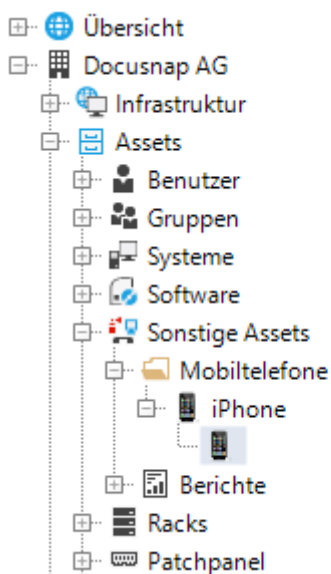 Übersicht
Docusnap AG
Infrastruktur
Assets
Benutzer
Gruppen
Systeme
Software
Sonstige Assets
Mobiltelefone
iPhone
Berichte
Racks
Patchpanel